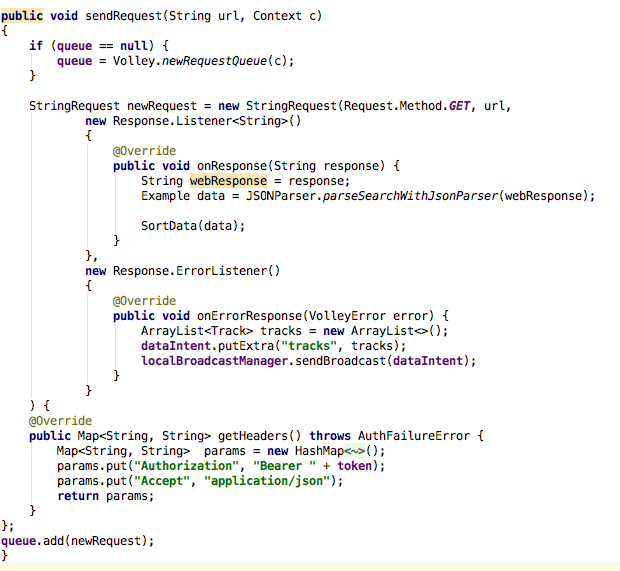 public void sendRequest(String url, Context c)
{
    if (queue == null) {
        queue = Volley.newRequestQueue(c);
    }

    StringRequest newRequest = new StringRequest(Request.Method.GET, url,
            new Response.Listener<String>()
            {
                @Override
                public void onResponse(String response) {
                    String webResponse = response;
                    Example data = JSONParser.parseSearchWithJsonParser(webResponse);

                    SortData(data);
                }
            },
            new Response.ErrorListener()
            {
                @Override
                public void onErrorResponse(VolleyError error) {
                    ArrayList<Track> tracks = new ArrayList<>();
                    dataIntent.putExtra("tracks", tracks);
                    localBroadcastManager.sendBroadcast(dataIntent);
                }
            }
    ) {
    @Override
    public Map<String, String> getHeaders() throws AuthFailureError {
        Map<String, String>  params = new HashMap<~>();
        params.put("Authorization", "Bearer " + token);
        params.put("Accept", "application/json");
        return params;
    }
};
queue.add(newRequest);
}